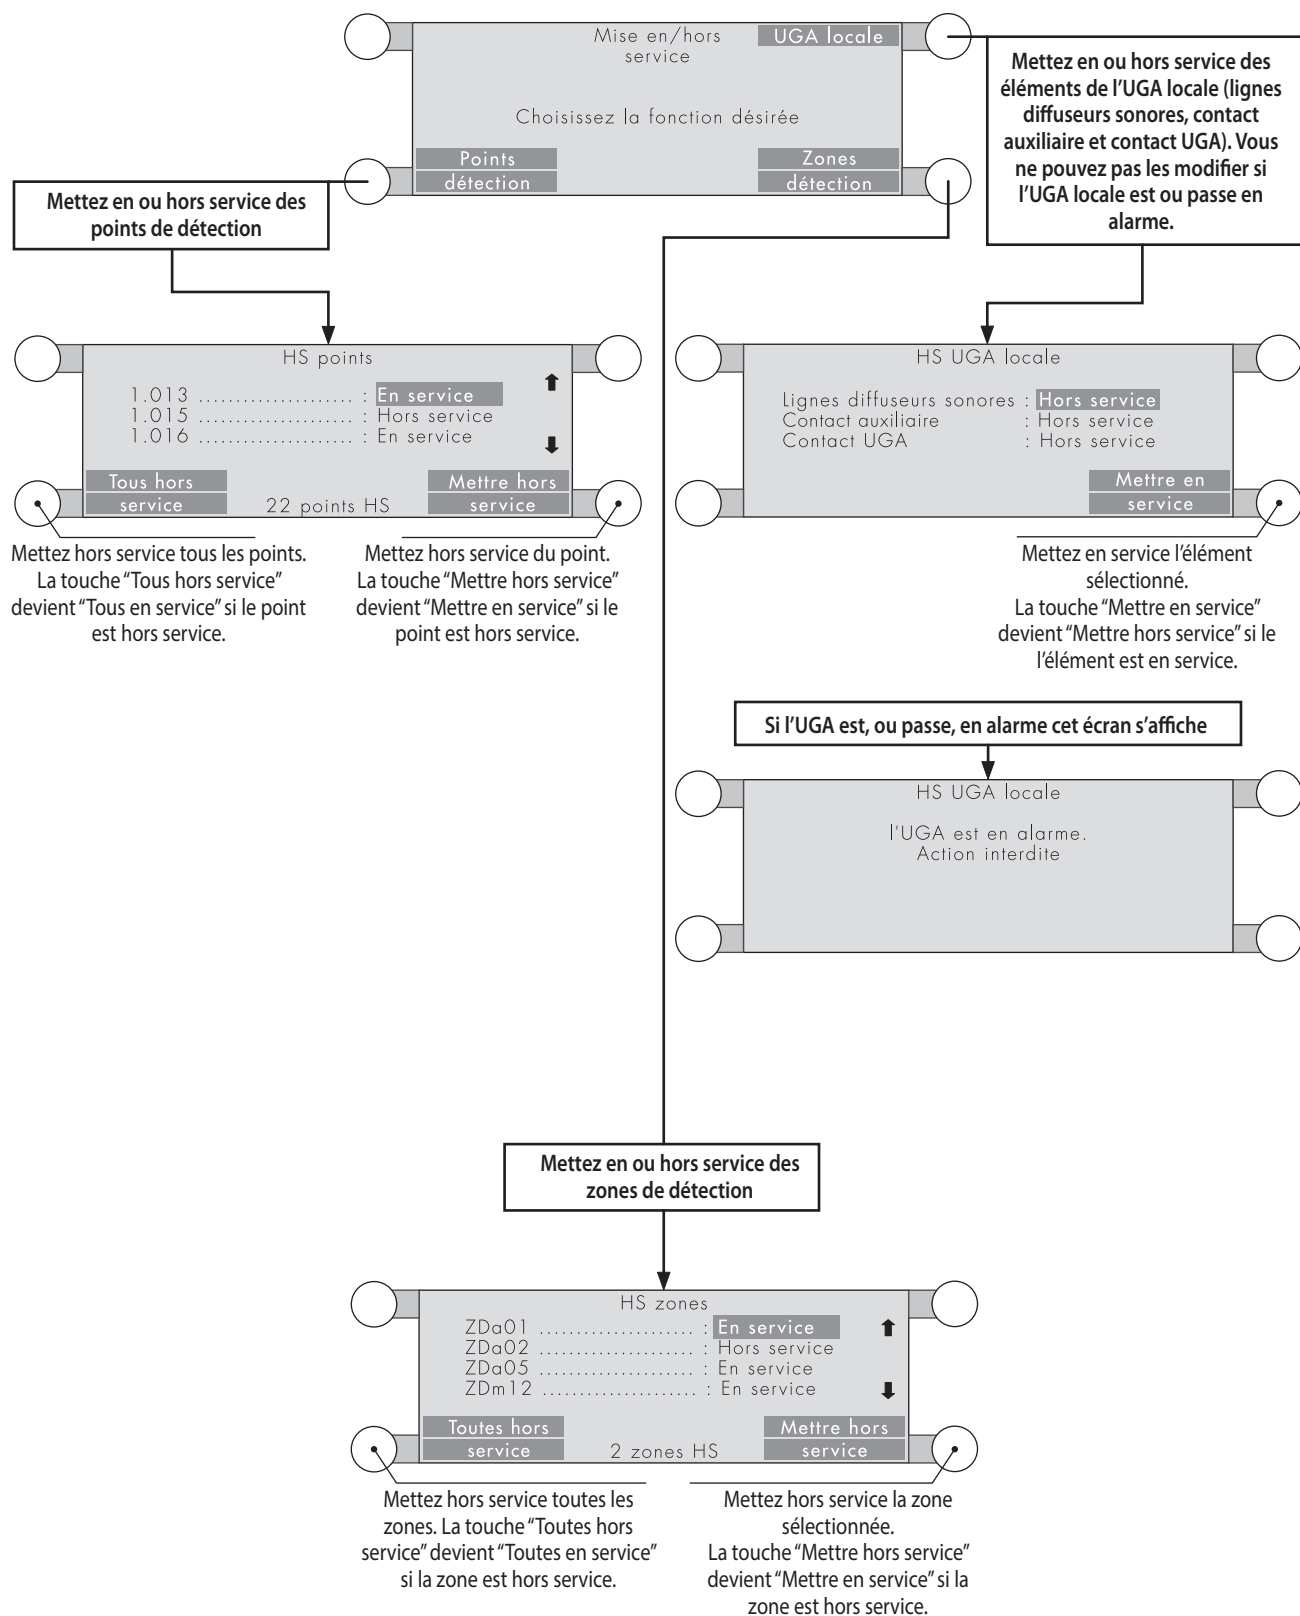 Mise en/hors
service
UGA locale
Choisissez la fonction désirée
Points
détection
Zones
détection
Mettez en ou hors service des
éléments de l’UGA locale (lignes
diffuseurs sonores, contact
auxiliaire et contact UGA). Vous
ne pouvez pas les modifier si
l’UGA locale est ou passe en
alarme.
Mettez en ou hors service des
points de détection
HS points
1.013 ..................... : En service
1.015 ..................... : Hors service
1.016 ..................... : En service
Tous hors
service
22 points HS
Mettre hors
service
Mettez hors service tous les points.
La touche “Tous hors service”
devient “Tous en service” si le point
est hors service.
Mettez hors service du point.
La touche “Mettre hors service”
devient “Mettre en service” si le
point est hors service.
HS UGA locale
Lignes diffuseurs sonores : Hors service
Contact auxiliaire : Hors service
Contact UGA : Hors service
Mettre en
service
Mettez en service l’élément
sélectionné.
La touche “Mettre en service”
devient “Mettre hors service” si le
l’élément est en service.
Si l’UGA est, ou passe, en alarme cet écran s’affiche
HS UGA locale
l'UGA est en alarme.
Action interdite
Mettez en ou hors service des
zones de détection
HS zones
ZDa01 ..................... : En service
ZDa02 ..................... : Hors service
ZDa05 ..................... : En service
ZDm12 ..................... : En service
Toutes hors
service
2 zones HS
Mettre hors
service
Mettez hors service toutes les
zones. La touche “Toutes hors
service” devient “Toutes en service”
si la zone est hors service.
Mettez hors service la zone
sélectionnée.
La touche “Mettre hors service”
devient “Mettre en service” si la
zone est hors service.